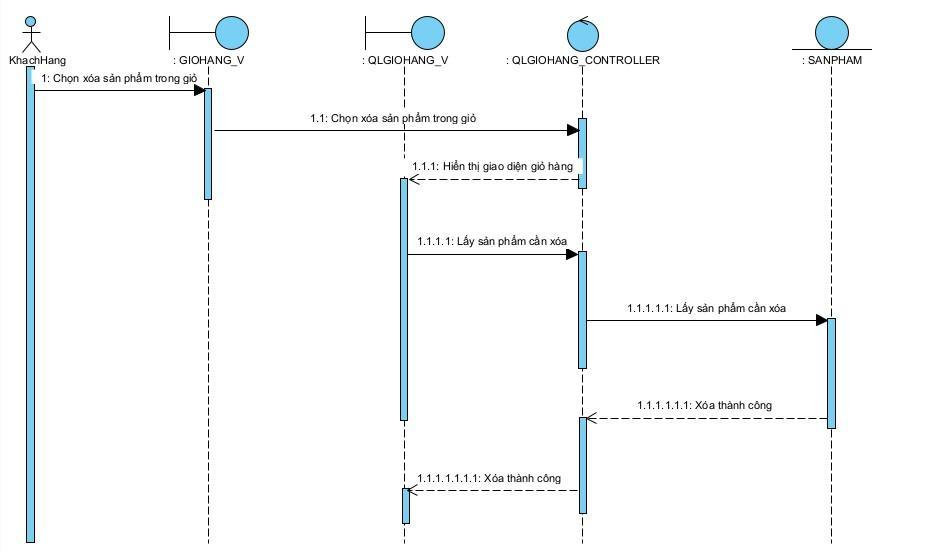 KhachHang
: GIOHANG_V
: QLGIOHANG_V
: QLGIOHANG_CONTROLLER
: SANPHAM
1: Chọn xóa sản phẩm trong giỏ
1.1: Chọn xóa sản phẩm trong giỏ
1.1.1: Hiển thị giao diện giỏ hàng
1.1.1.1: Lấy sản phẩm cần xóa
1.1.1.1.1: Lấy sản phẩm cần xóa
1.1.1.1.1.1: Xóa thành công
1.1.1.1.1.1.1: Xóa thành công